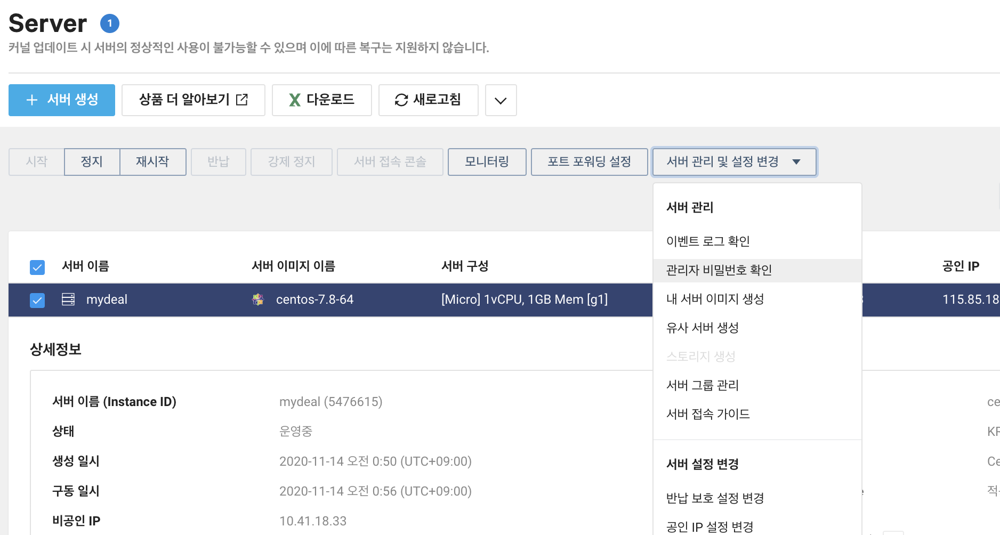 Server 1
커널 업데이트 시 서버의 정상적인 사용이 불가능할 수 있으며 이에 따른 복구는 지원하지 않습니다.
+ 서버 생성 상품 더 알아보기 다운로드 새로고침
시작 정지 재시작 반납 강제 정지 서버 접속 콘솔 모니터링 포트 포워딩 설정 서버 관리 및 설정 변경
서버 관리
이벤트 로그 확인
관리자 비밀번호 확인
내 서버 이미지 생성
유사 서버 생성
스토리지 생성
서버 그룹 관리
서버 접속 가이드
서버 설정 변경
반납 보호 설정 변경
공인 IP 설정 변경
서버 이름 서버 이미지 이름 서버 구성 공인 IP
mydeal centos-7.8-64 [Micro] 1vCPU, 1GB Mem [g1] 115.85.18
상세정보
서버 이름 (Instance ID) mydeal (5476615) ce
상태 운영중 KR
생성 일시 2020-11-14 오전 0:50 (UTC+09:00) Ce
구동 일시 2020-11-14 오전 0:56 (UTC+09:00)
비공인 IP 10.41.18.33